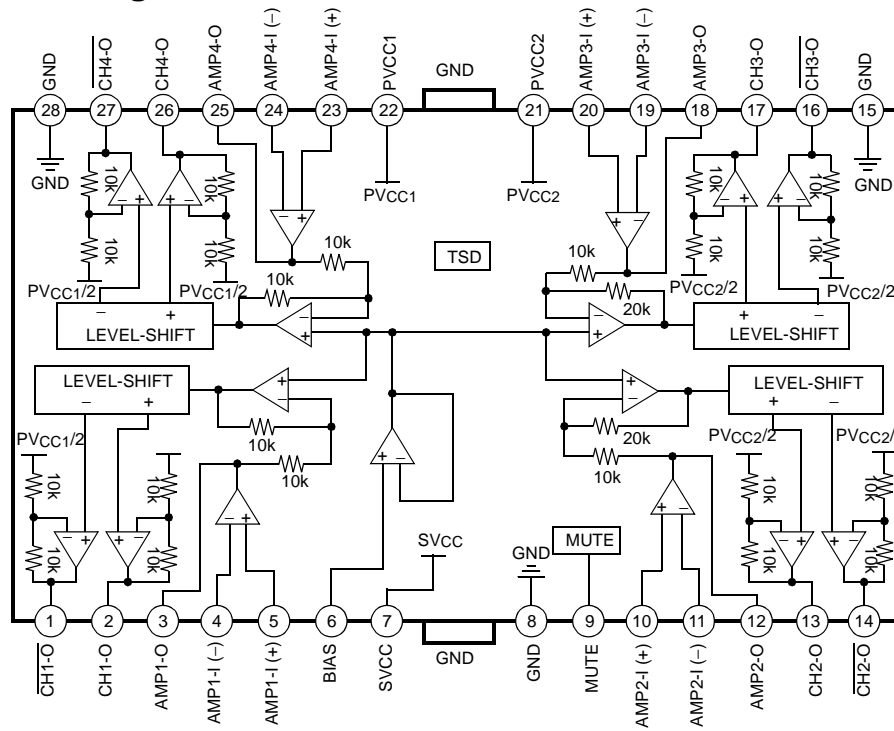 GND
CH4-O
CH4-O
AMP4-O
AMP4-I (−)
AMP4-I (+)
PVCC1
GND
PVCC2
AMP3-I (+)
AMP3-I (−)
AMP3-O
CH3-O
CH3-O
GND
28
27
26
25
24
23
22
21
20
19
18
17
16
15
GND
10k
10k
10k
10k
PVCC1/2
PVCC1/2
PVCC1
PVCC2
10k
10k
10k
10k
PVCC2/2
PVCC2/2
GND
− +
− +
− +
− +
− +
− +
TSD
10k
10k
10k
20k
− +
LEVEL-SHIFT
−
+
−
+
+ −
LEVEL-SHIFT
− +
LEVEL-SHIFT
+
−
+
−
+ −
LEVEL-SHIFT
10k
10k
20k
10k
PVCC1/2
10k
10k
10k
10k
PVCC2/2
PVCC2/
10k
10k
10k
10k
− +
+ −
− +
+ −
+ −
+ −
+ −
SVCC
GND
MUTE
1
2
3
4
5
6
7
8
9
10
11
12
13
14
CH1-O
CH1-O
AMP1-O
AMP1-I (−)
AMP1-I (+)
BIAS
SVCC
GND
GND
MUTE
AMP2-I (+)
AMP2-I (−)
AMP2-O
CH2-O
CH2-O